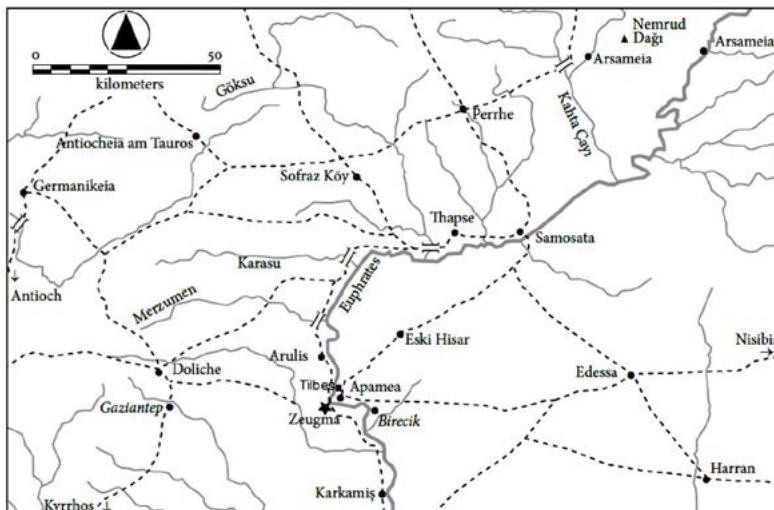 Nemrud
Dağı
Arsameia
0
50
kilometers
Arsameia
Göksu
Kahta Çayı
Perrhe
Antiocheia am Tauros
Sofraz Köy
Germanikeia
Thapse
Samosata
Karasu
Euphrates
Antioch
Merzumen
Eski Hisar
Nisibis
Arulis
Doliche
Edessa
Tilbes
Apamea
Gaziantep
Zeugma
Birecik
Harran
Karkamiş
Kyrrhos